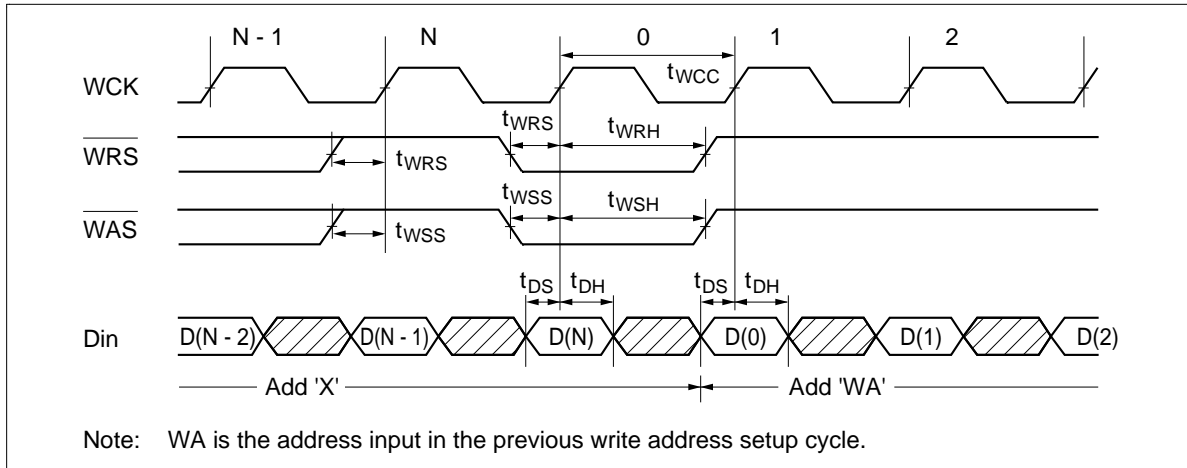 N - 1 N 0 1 2
WCK tWCC
tWRS tWRH
WRS tWRS
tWSS tWSH
WAS tWSS
tDS tDH tDS tDH
Din D(N - 2) D(N - 1) D(N) D(0) D(1) D(2)
Add 'X' Add 'WA'
Note: WA is the address input in the previous write address setup cycle.